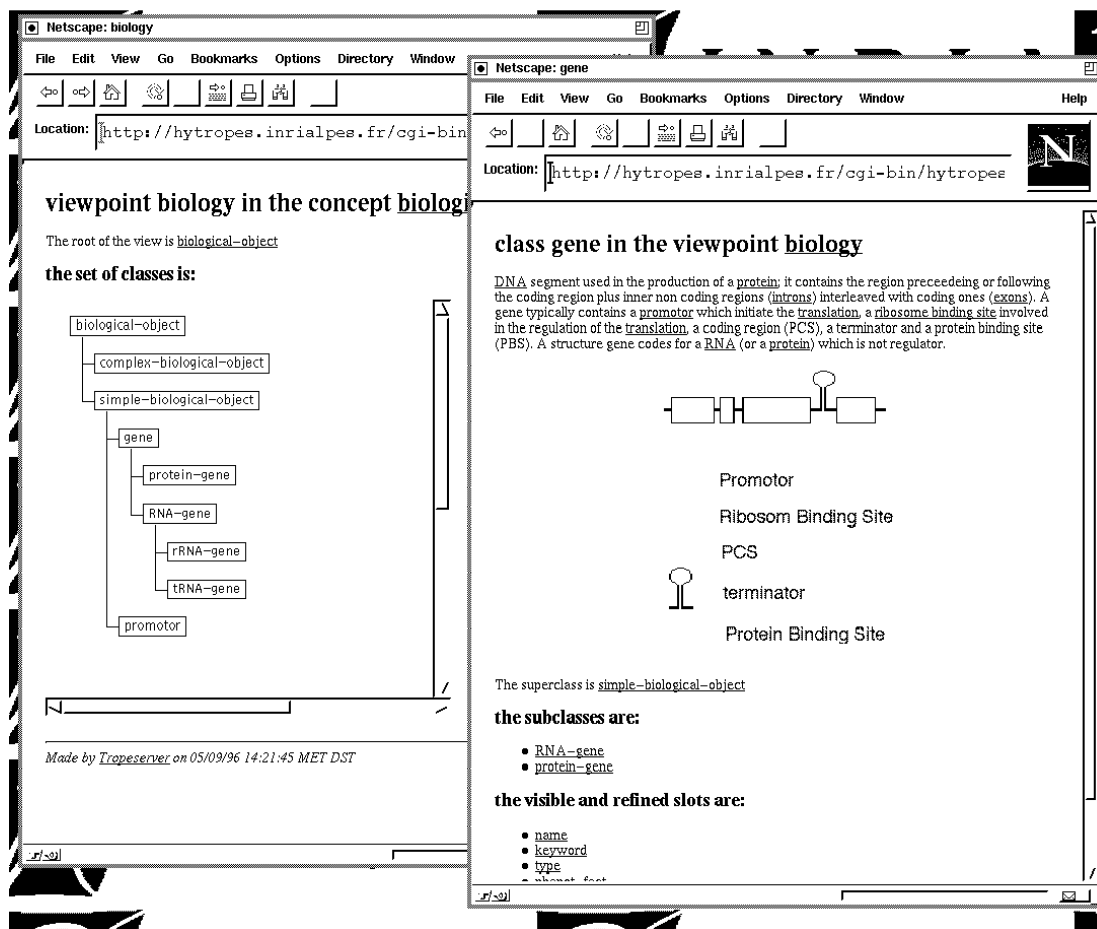 Netscape: biology
File Edit View Go Bookmarks Options Directory Window
Location: http://hytropes.inrialpes.fr/cgi-bin
viewpoint biology in the concept biologi
The root of the view is biological-object
the set of classes is:
biological-object
complex-biological-object
simple-biological-object
gene
protein-gene
RNA-gene
rRNA-gene
tRNA-gene
promotor
Made by Tropeserver on 05/09/96 14:21:45 MET DST
Netscape: gene
File Edit View Go Bookmarks Options Directory Window Help
Location: http://hytropes.inrialpes.fr/cgi-bin/hytropes
N
class gene in the viewpoint biology
DNA segment used in the production of a protein; it contains the region preceedeing or following
the coding region plus inner non coding regions (introns) interleaved with coding ones (exons). A
gene typically contains a promotor which initiate the translation, a ribosome binding site involved
in the regulation of the translation, a coding region (PCS), a terminator and a protein binding site
(PBS). A structure gene codes for a RNA (or a protein) which is not regulator.
Promotor
Ribosom Binding Site
PCS
terminator
Protein Binding Site
The superclass is simple-biological-object
the subclasses are:
RNA-gene
protein-gene
the visible and refined slots are:
name
keyword
type